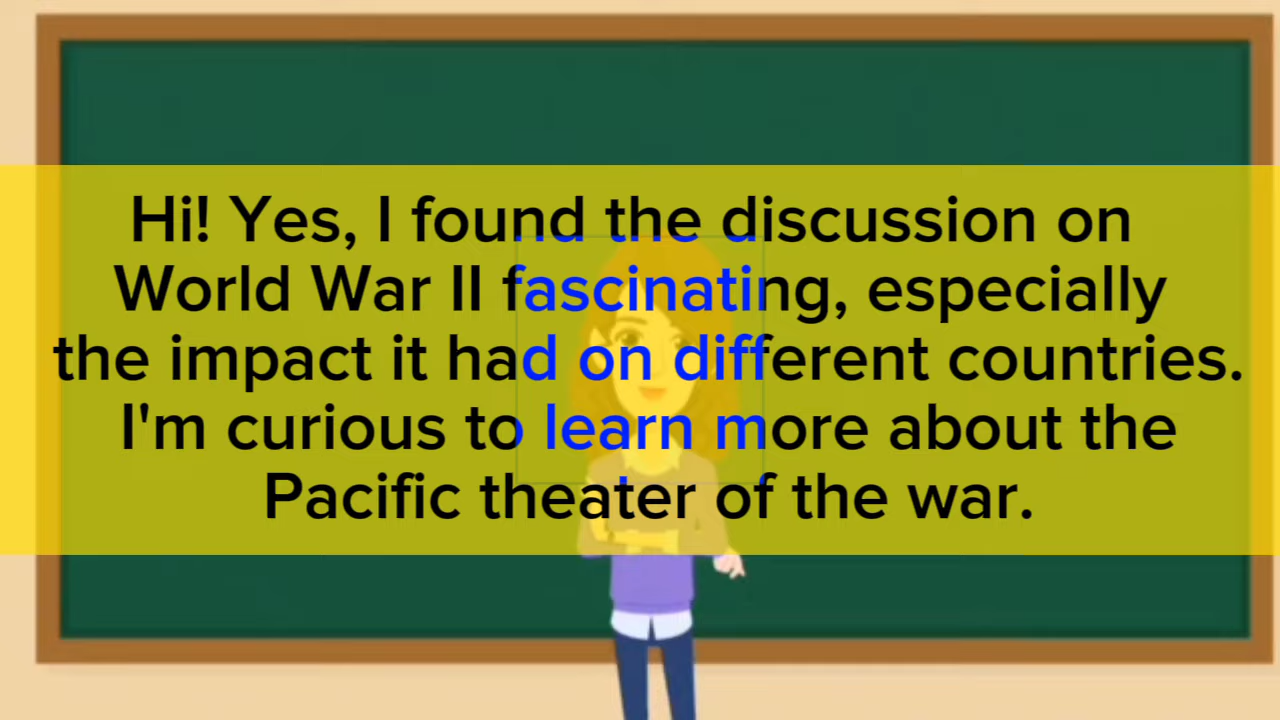 Hi! Yes, I found the discussion on
World War II fascinating, especially
the impact it had on different countries.
I'm curious to learn more about the
Pacific theater of the war.